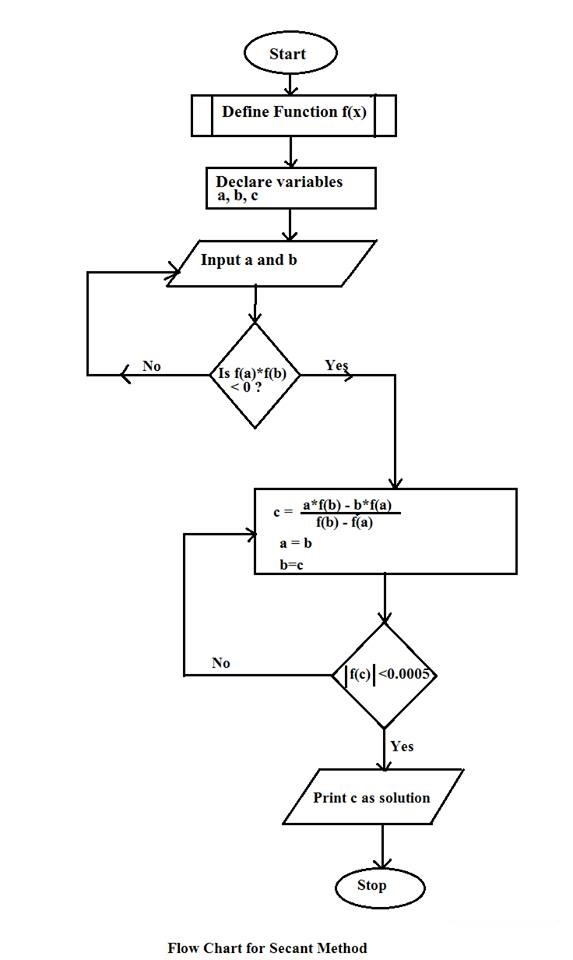 Start
Define Function f(x)
Declare variables
a, b, c
Input a and b
Is f(a)*f(b)
< 0 ?
No
Yes
c = a*f(b) - b*f(a)
f(b) - f(a)
a = b
b=c
|f(c)|<0.0005
No
Yes
Print c as solution
Stop
Flow Chart for Secant Method